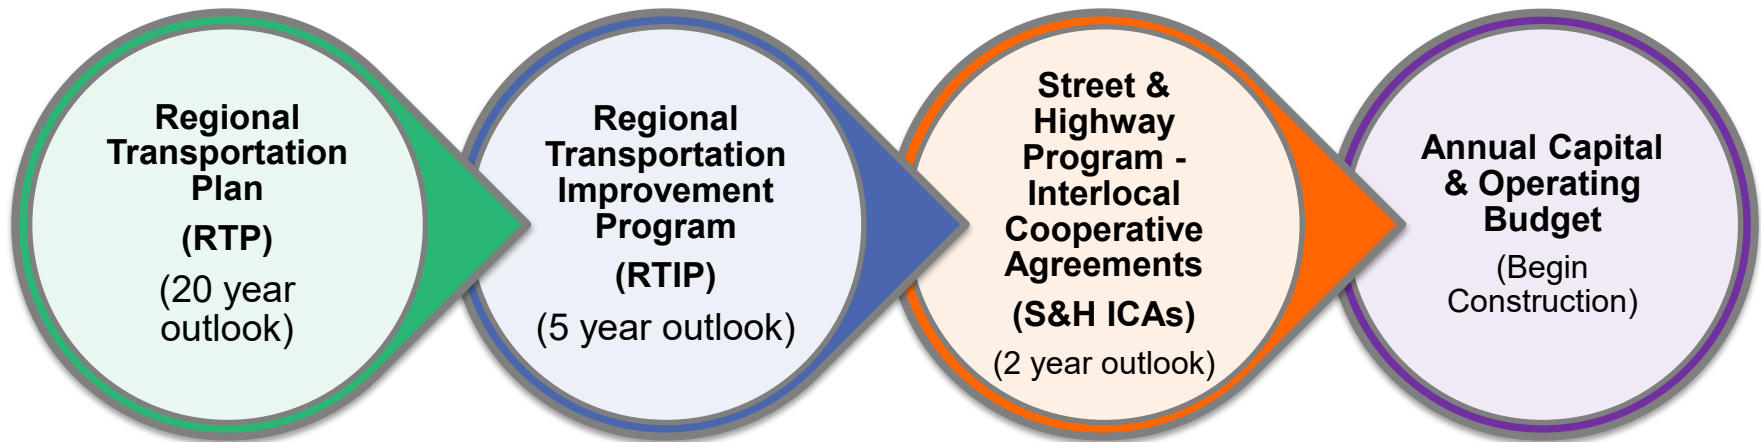 Regional
Transportation
Plan
(RTP)
(20 year
outlook)
Regional
Transportation
Improvement
Program
(RTIP)
(5 year outlook)
Street &
Highway
Program -
Interlocal
Cooperative
Agreements
(S&H ICAs)
(2 year outlook)
Annual Capital
& Operating
Budget
(Begin
Construction)